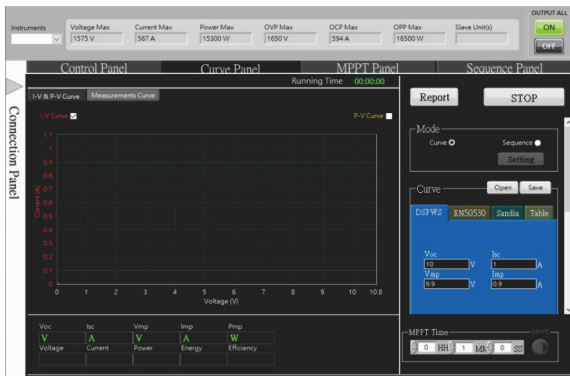 OUTPUT ALL
Instruments
Voltage Max
Current Max
Power Max
OVP Max
OCP Max
OPP Max
Slave Unit(s)
ON
1575 V
567 A
15300 W
1650 V
594 A
16500 W
OFF
Control Panel
Curve Panel
MPPT Panel
Sequence Panel
Running Time 00:00:00
Connection Panel
I-V & P-V Curve
Measurements Curve
Report
STOP
I-V Curve
P-V Curve
Mode
Curve
Sequence
Setting
Curve
Open
Save
DSPWS
EN50530
Sandia
Table
Voc
10 V
Isc
1 A
Vmp
9.9 V
Imp
0.9 A
Current (A)
1.1
1
0.9
0.8
0.7
0.6
0.5
0.4
0.3
0.2
0.1
0
0 1 2 3 4 5 6 7 8 9 10 10.8
Voltage (V)
Voc
Isc
Vmp
Imp
Pmp
V
A
V
A
W
Voltage
Current
Power
Energy
Efficiency
MPPT Time
MPPT
0 HH 1 MM 0 SS